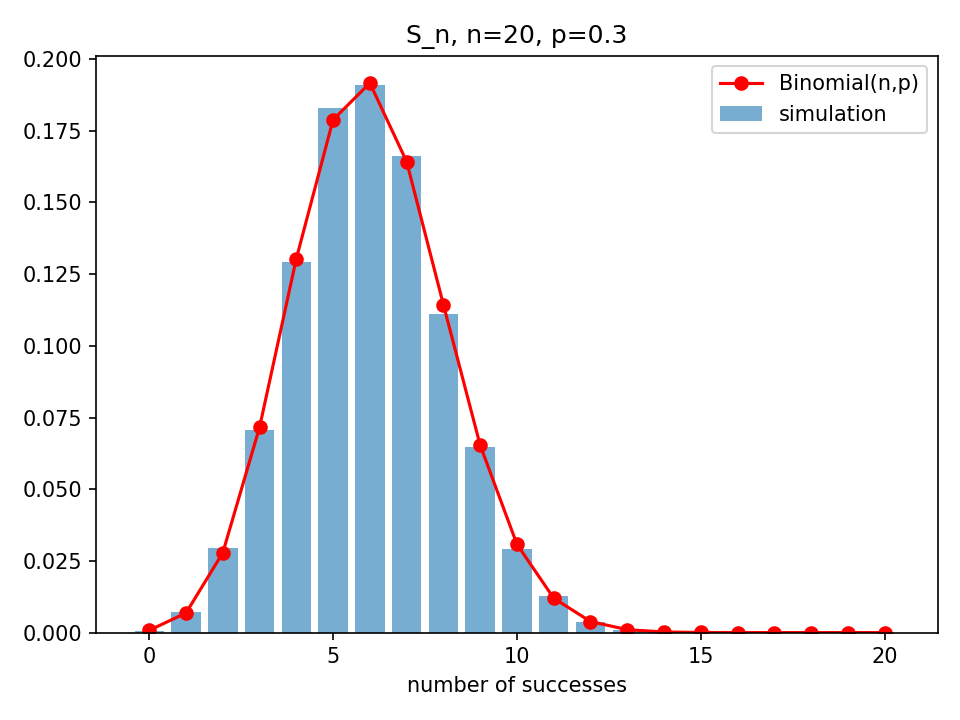 S_n, n=20, p=0.3
Binomial(n,p)
simulation
0.200
0.175
0.150
0.125
0.100
0.075
0.050
0.025
0.000
0 5 10 15 20
number of successes